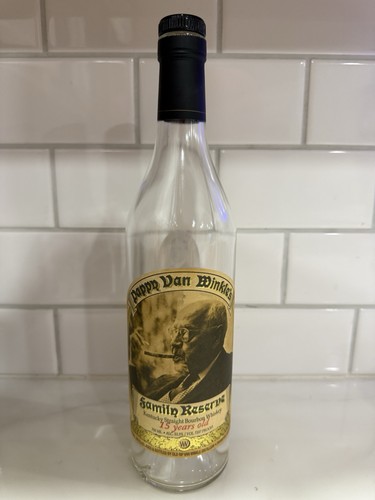 Pappy Van Winkle's
Family Reserve
Kentucky Straight Bourbon Whiskey
15 years old